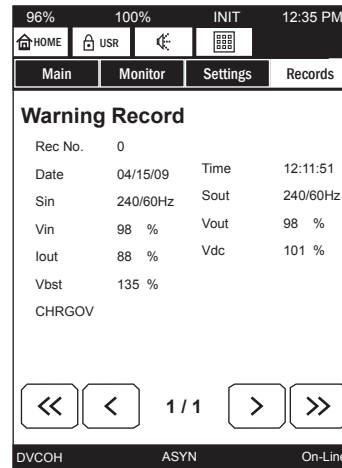 96% 100% INIT 12:35 PM
HOME USR
Main Monitor Settings Records
Warning Record
Rec No. 0
Date 04/15/09 Time 12:11:51
Sin 240/60Hz Sout 240/60Hz
Vin 98 % Vout 98 %
Iout 88 % Vdc 101 %
Vbst 135 %
CHRGOV
1 / 1
DVCOH ASYN On-Line